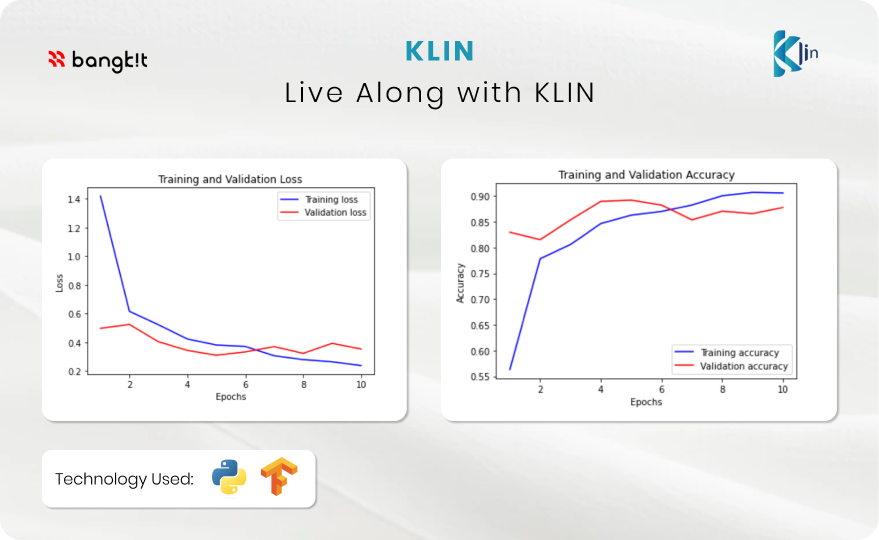 bangk!t
KLIN
Klin
Live Along with KLIN
Training and Validation Loss
1.4
1.2
1.0
0.8
0.6
0.4
0.2
Loss
Training loss
Validation loss
2
4
6
8
10
Epochs
Training and Validation Accuracy
0.90
0.85
0.80
0.75
0.70
0.65
0.60
0.55
Accuracy
Training accuracy
Validation accuracy
2
4
6
8
10
Epochs
Technology Used: